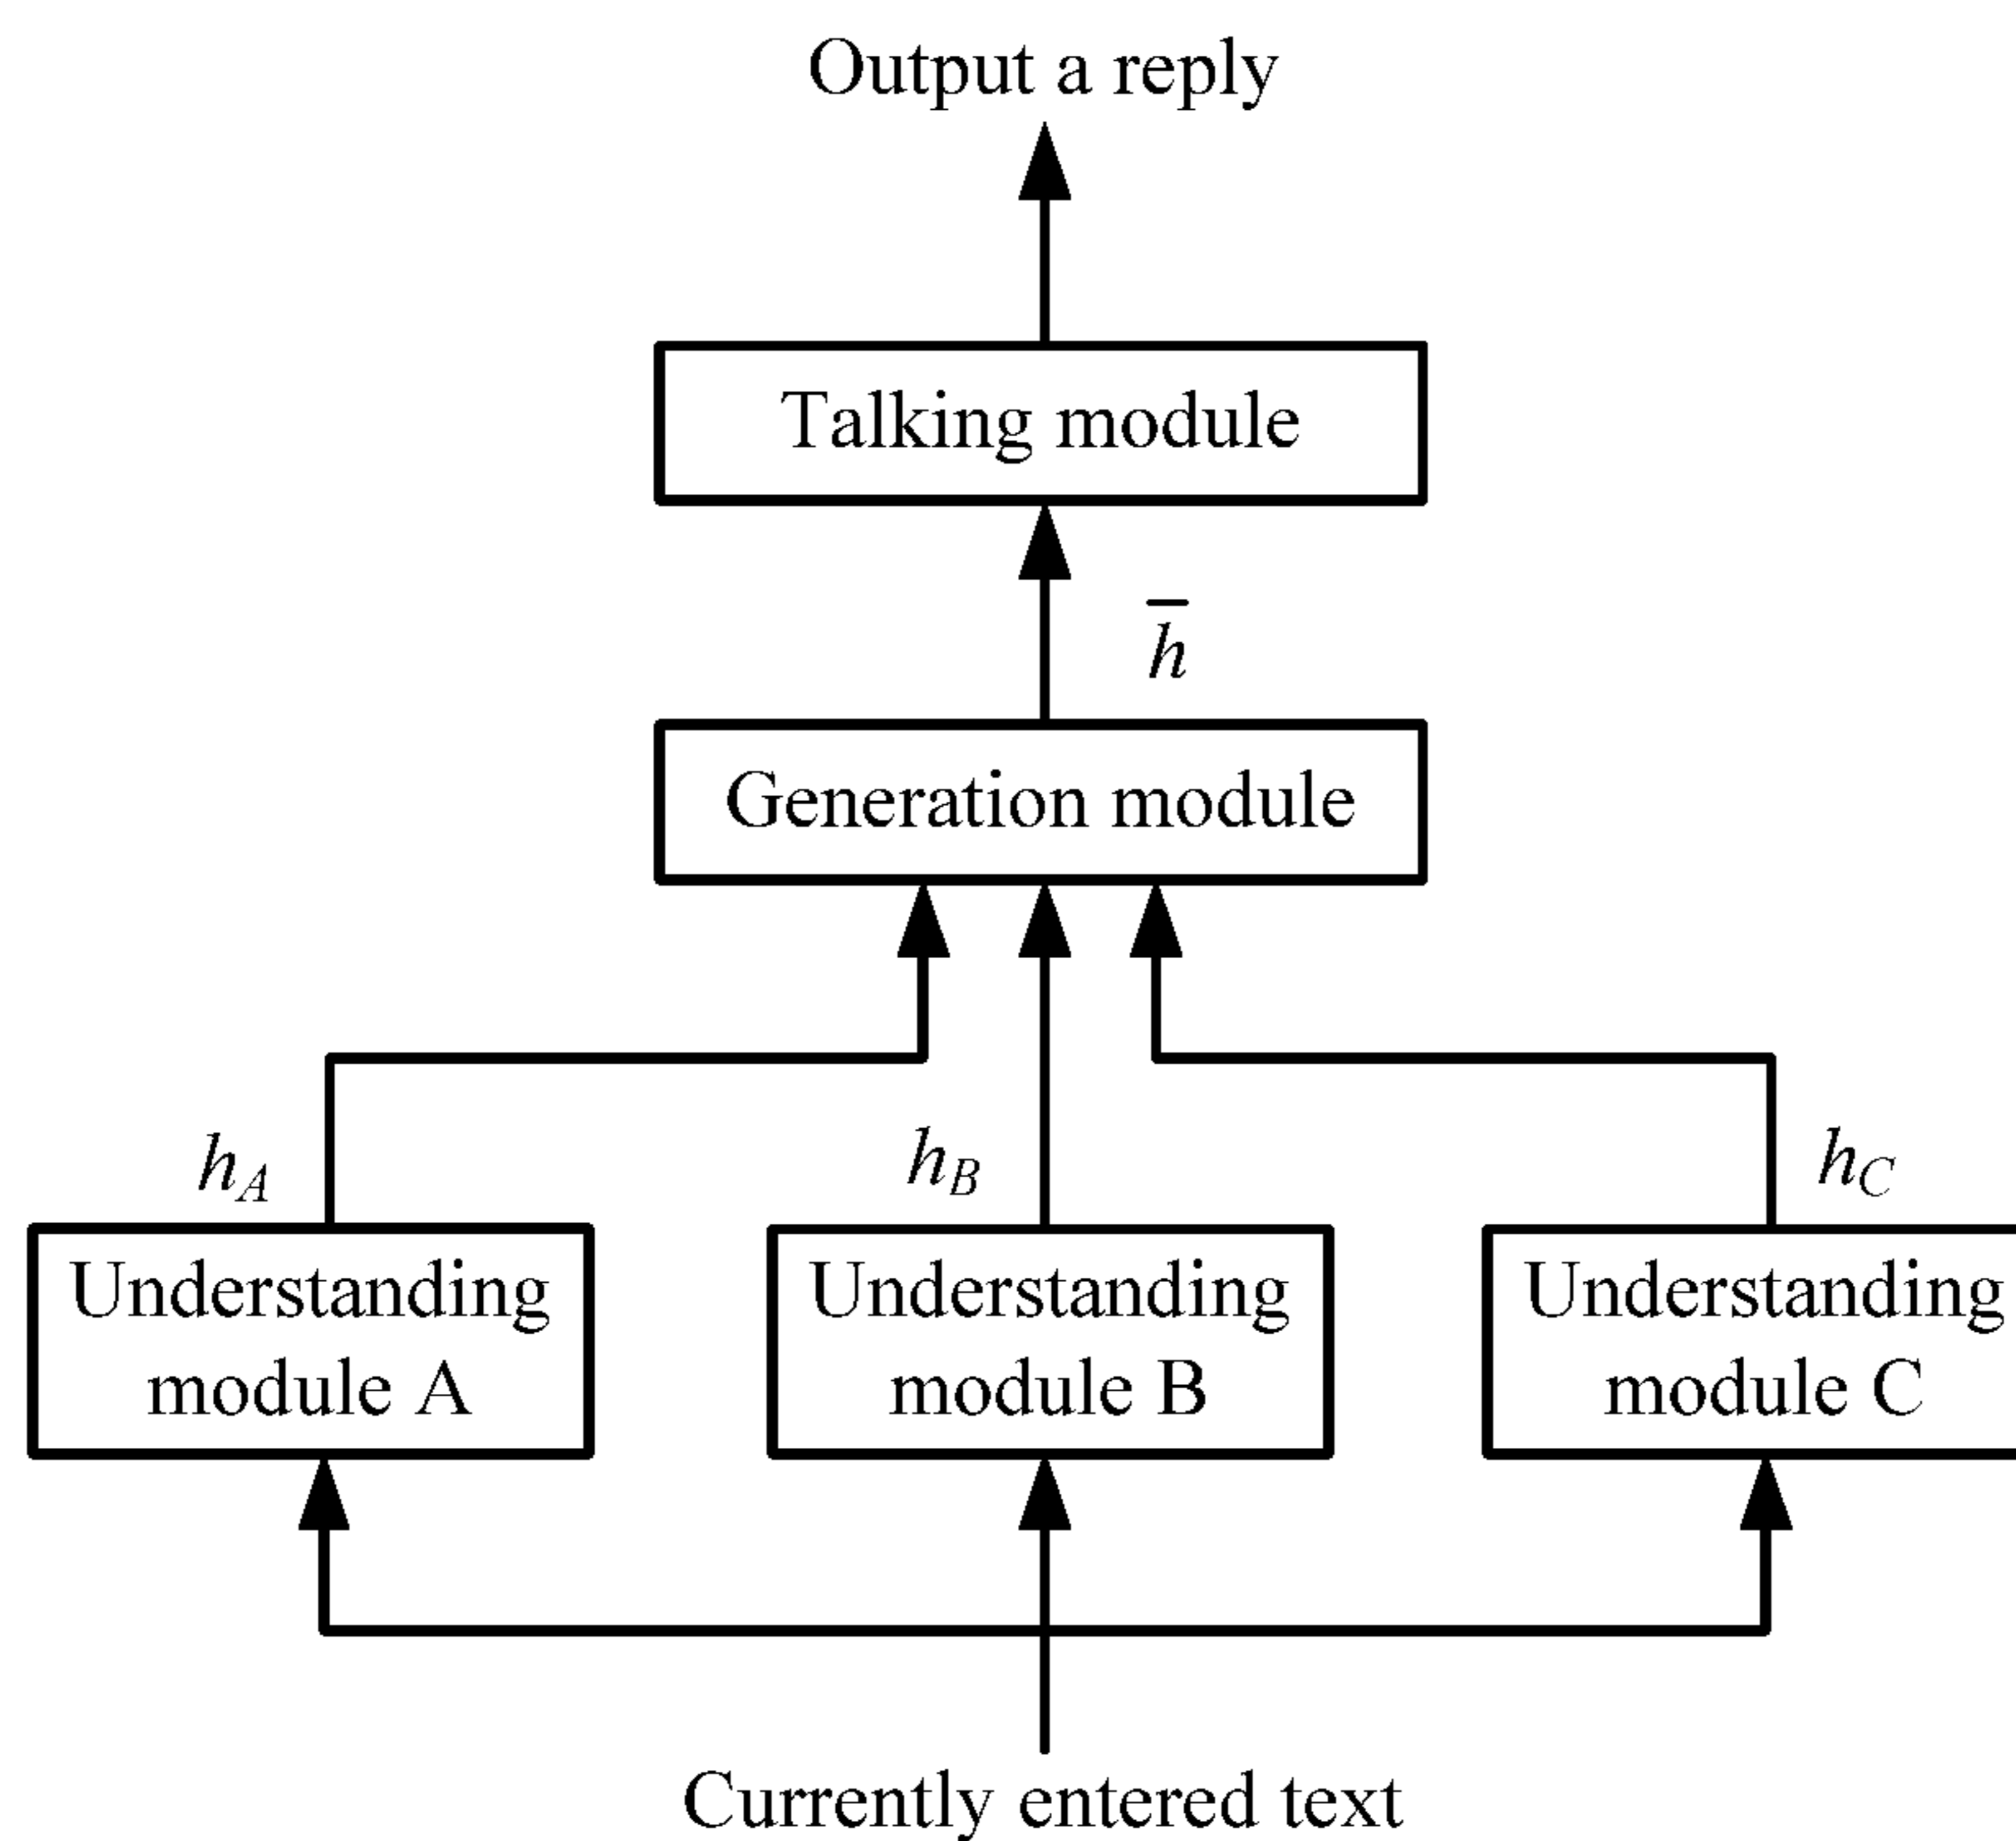 Output a reply
Talking module
h̅
Generation module
h_A
h_B
h_C
Understanding
module A
Understanding
module B
Understanding
module C
Currently entered text